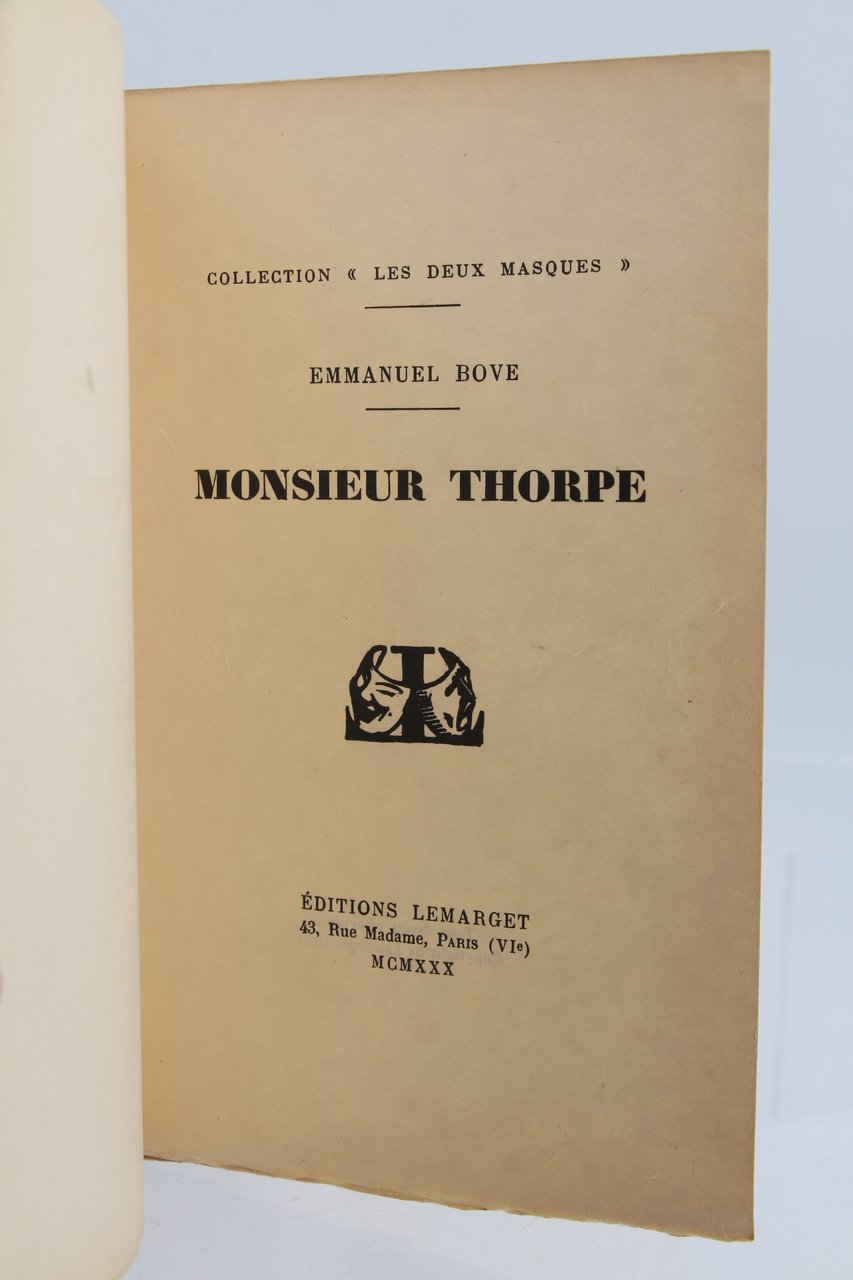 COLLECTION « LES DEUX MASQUES »
EMMANUEL BOVE
MONSIEUR THORPE
ÉDITIONS LEMARGET
43, Rue Madame, PARIS (VIe)
MCMXXX